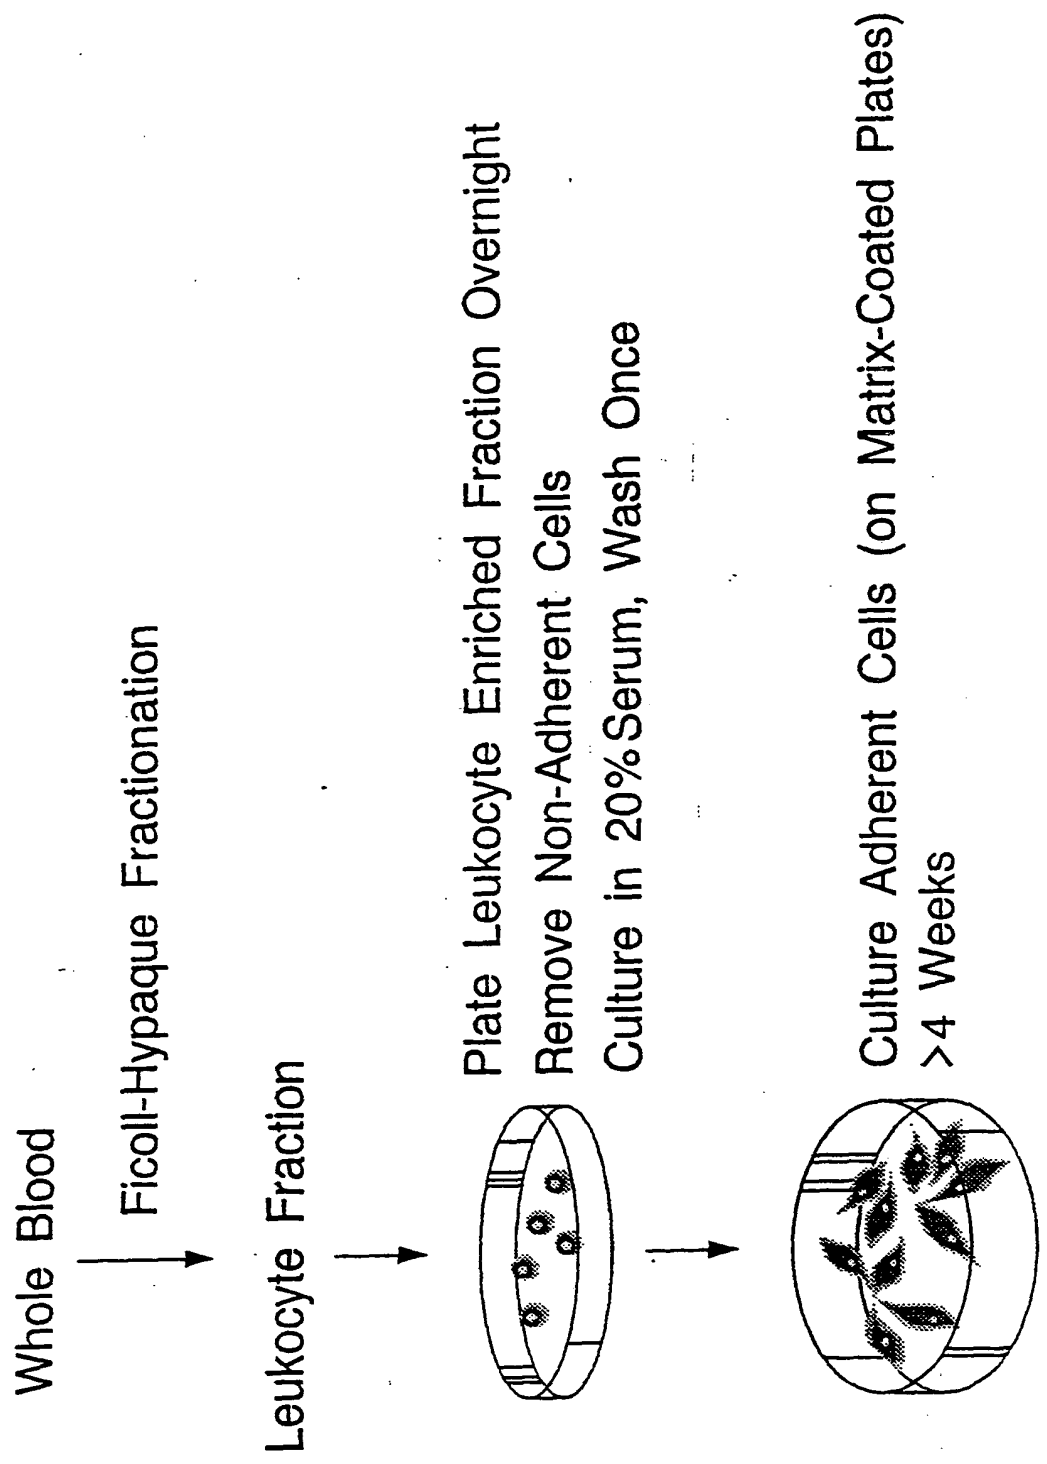 Whole Blood
Ficoll-Hypaque Fractionation
Leukocyte Fraction
Plate Leukocyte Enriched Fraction Overnight
Remove Non-Adherent Cells
Culture in 20%Serum, Wash Once
Culture Adherent Cells (on Matrix-Coated Plates)
>4 Weeks